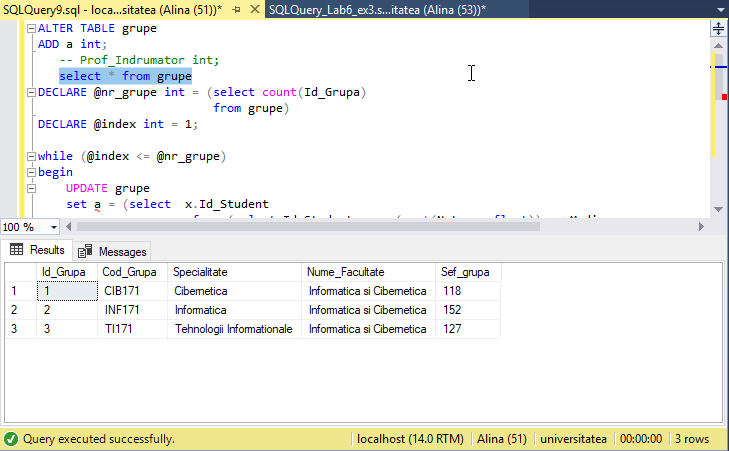 SQLQuery9.sql - loca...sitatea (Alina (51))* SQLQuery_Lab6_ex3.s...itatea (Alina (53))*
ALTER TABLE grupe
ADD a int;
-- Prof_Indrumator int;
select * from grupe
DECLARE @nr_grupe int = (select count(Id_Grupa)
from grupe)
DECLARE @index int = 1;
while (@index <= @nr_grupe)
begin
UPDATE grupe
set a = (select x.Id_Student
100 %
Results Messages
Id_Grupa Cod_Grupa Specialitate Nume_Facultate Sef_grupa
1 1 CIB171 Cibernetica Informatica si Cibernetica 118
2 2 INF171 Informatica Informatica si Cibernetica 152
3 3 TI171 Tehnologii Informationale Informatica si Cibernetica 127
Query executed successfully. localhost (14.0 RTM) Alina (51) universitatea 00:00:00 3 rows